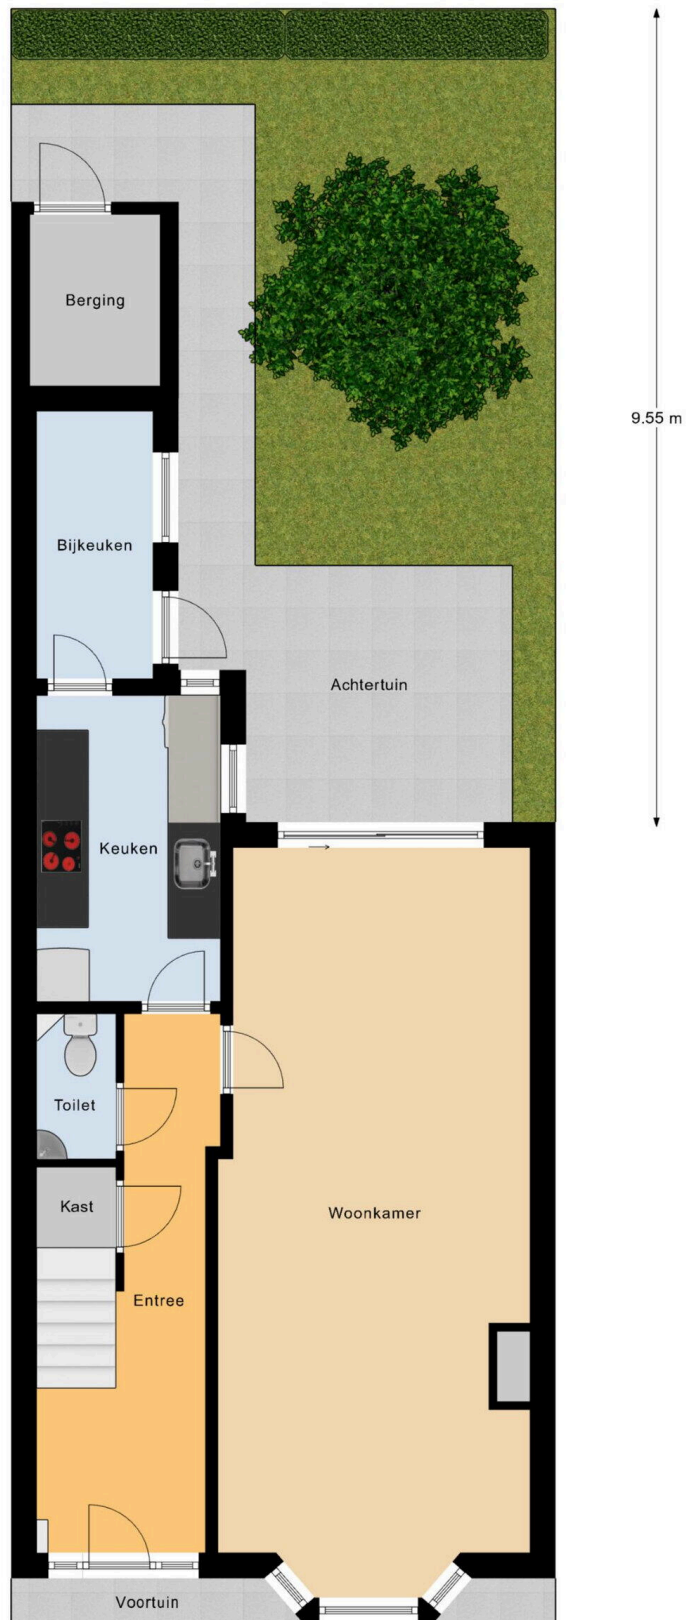 Berging
9.55 m
Bijkeuken
Achtertuin
Keuken
Toilet
Kast
Woonkamer
Entree
Voortuin